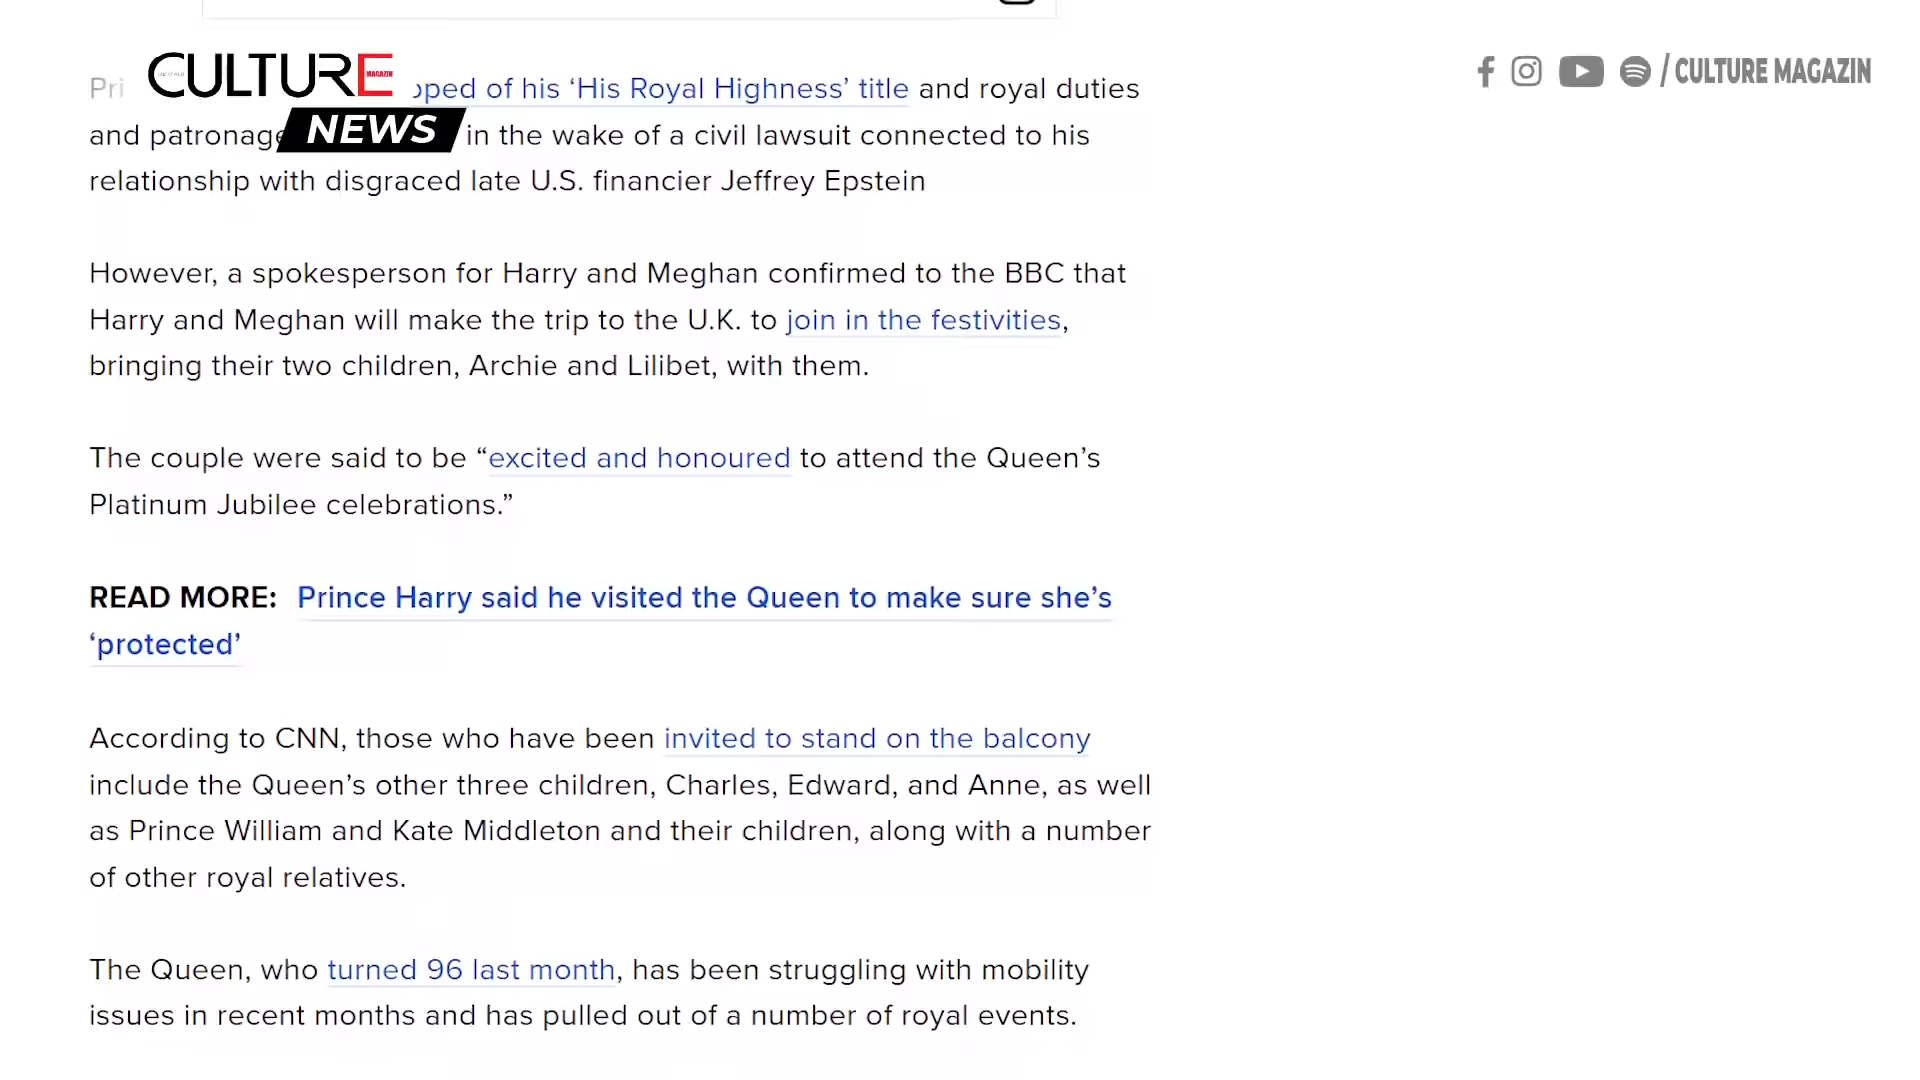 CULTURE
MAGAZIN
NEWS
/ CULTURE MAGAZIN
Pri pped of his ‘His Royal Highness’ title and royal duties
and patronage in the wake of a civil lawsuit connected to his
relationship with disgraced late U.S. financier Jeffrey Epstein
However, a spokesperson for Harry and Meghan confirmed to the BBC that
Harry and Meghan will make the trip to the U.K. to join in the festivities,
bringing their two children, Archie and Lilibet, with them.
The couple were said to be “excited and honoured to attend the Queen’s
Platinum Jubilee celebrations.”
READ MORE: Prince Harry said he visited the Queen to make sure she’s
‘protected’
According to CNN, those who have been invited to stand on the balcony
include the Queen’s other three children, Charles, Edward, and Anne, as well
as Prince William and Kate Middleton and their children, along with a number
of other royal relatives.
The Queen, who turned 96 last month, has been struggling with mobility
issues in recent months and has pulled out of a number of royal events.